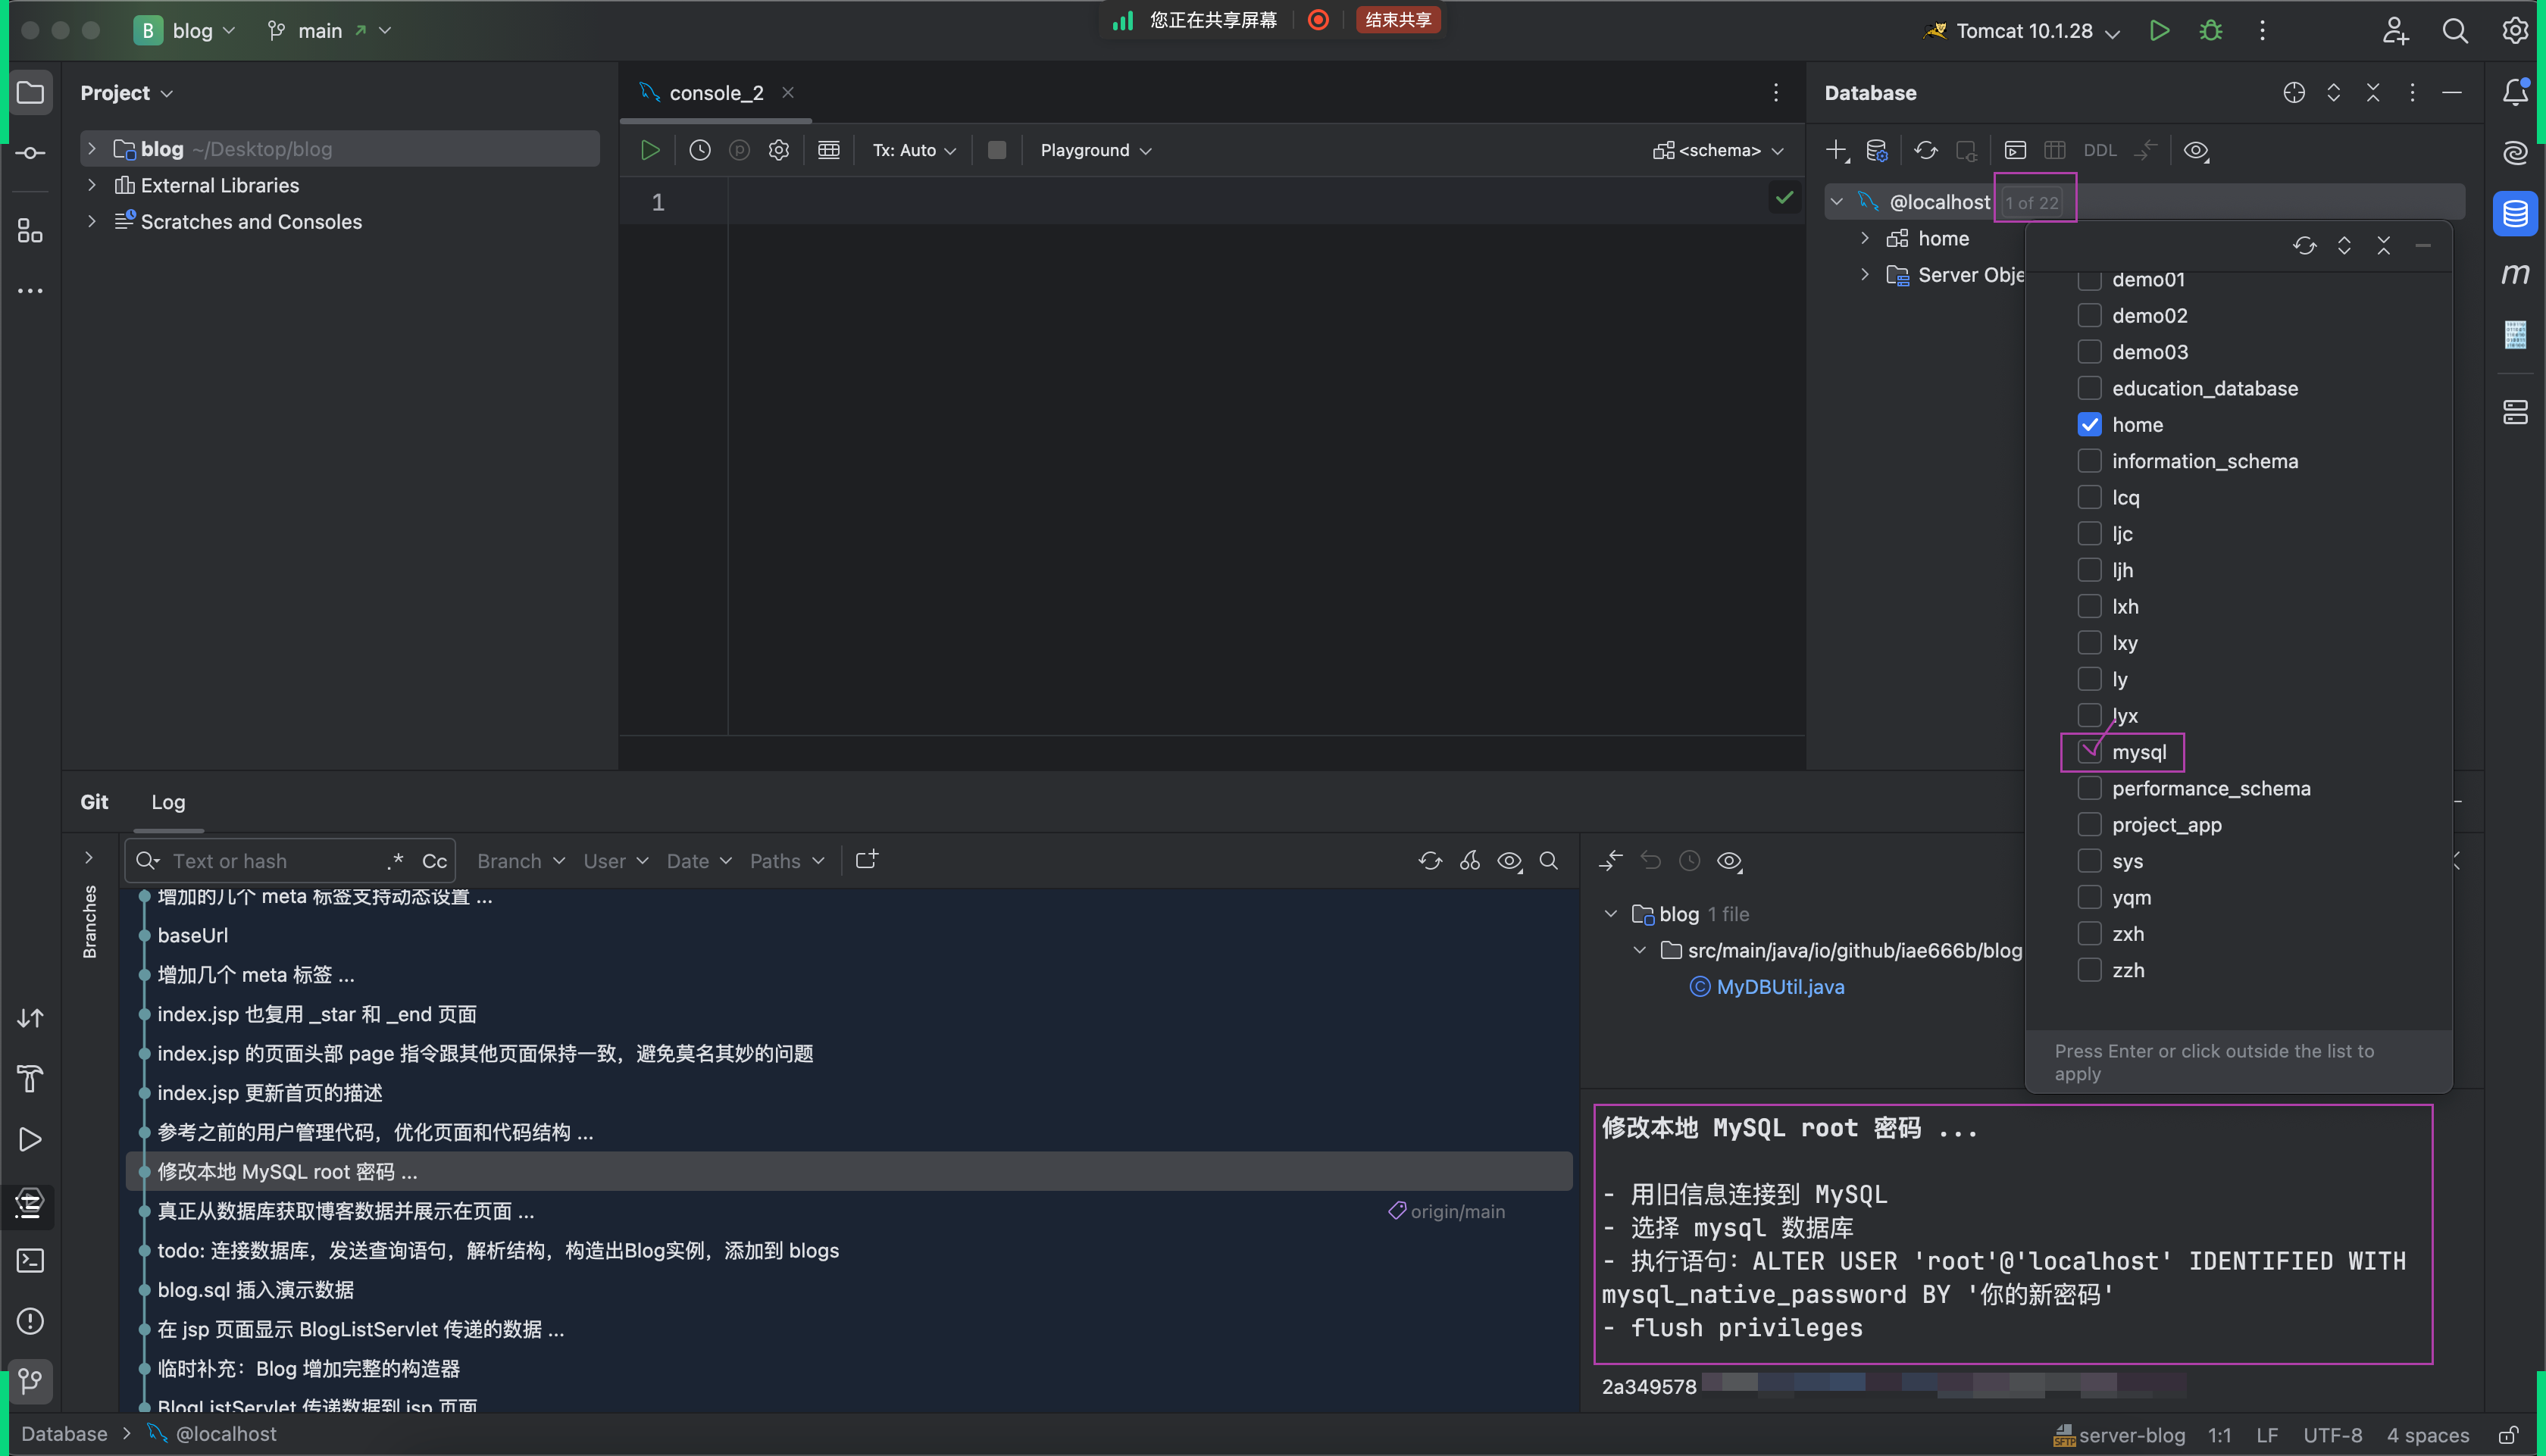 B blog main
您正在共享屏幕 结束共享
Tomcat 10.1.28
Project
blog ~/Desktop/blog
External Libraries
Scratches and Consoles
console_2
Tx: Auto Playground <schema>
1
Database
DDL
@localhost 1 of 22
home
Server Obje
demo01
demo02
demo03
education_database
home
information_schema
lcq
ljc
ljh
lxh
lxy
ly
lyx
mysql
performance_schema
project_app
sys
yqm
zxh
zzh
Press Enter or click outside the list to
apply
Git Log
Branches
Text or hash .* Cc Branch User Date Paths
增加的几个 meta 标签支持动态设置 ...
baseUrl
增加几个 meta 标签 ...
index.jsp 也复用 _star 和 _end 页面
index.jsp 的页面头部 page 指令跟其他页面保持一致，避免莫名其妙的问题
index.jsp 更新首页的描述
参考之前的用户管理代码，优化页面和代码结构 ...
修改本地 MySQL root 密码 ...
真正从数据库获取博客数据并展示在页面 ... origin/main
todo: 连接数据库，发送查询语句，解析结构，构造出Blog实例，添加到 blogs
blog.sql 插入演示数据
在 jsp 页面显示 BlogListServlet 传递的数据 ...
临时补充：Blog 增加完整的构造器
BlogListServlet 传递数据到 jsp 页面
blog 1 file
src/main/java/io/github/iae666b/blog
MyDBUtil.java
修改本地 MySQL root 密码 ...
- 用旧信息连接到 MySQL
- 选择 mysql 数据库
- 执行语句：ALTER USER 'root'@'localhost' IDENTIFIED WITH
mysql_native_password BY '你的新密码'
- flush privileges
2a349578
Database @localhost
SFTP server-blog 1:1 LF UTF-8 4 spaces